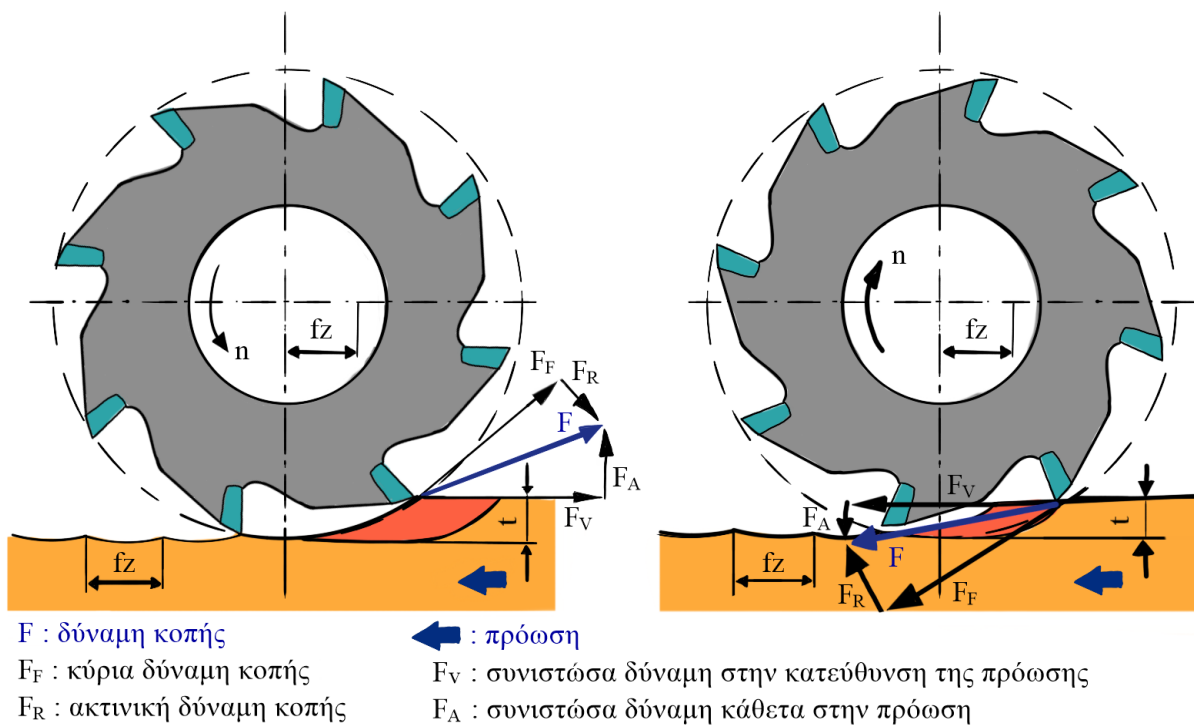 n
fz
F_F
F_R
F
F_A
F_V
t
fz
n
fz
F_V
F_A
F
t
fz
F_R
F_F
F : δύναμη κοπής
: πρόωση
F_F : κύρια δύναμη κοπής
F_V : συνιστώσα δύναμη στην κατεύθυνση της πρόωσης
F_R : ακτινική δύναμη κοπής
F_A : συνιστώσα δύναμη κάθετα στην πρόωση